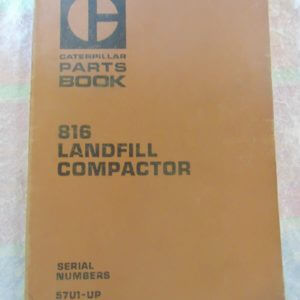 CATERPILLAR
PARTS
BOOK
816
LANDFILL
COMPACTOR
SERIAL
NUMBERS
57U1-UP